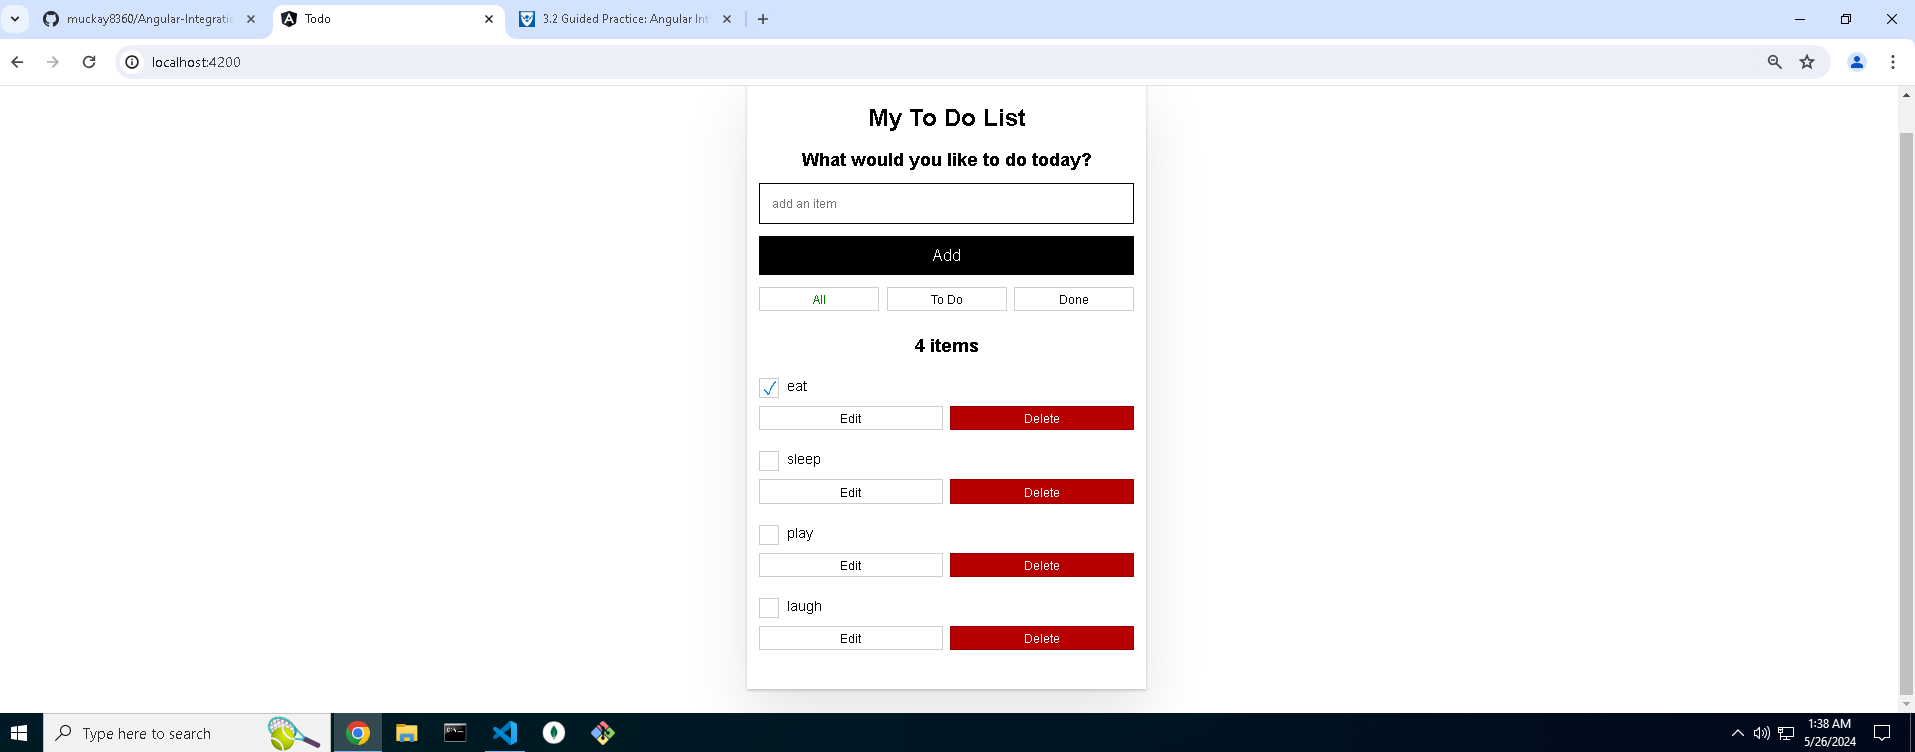 muckay8360/Angular-Integratic
Todo
3.2 Guided Practice: Angular Int
localhost:4200
My To Do List
What would you like to do today?
add an item
Add
All To Do Done
4 items
eat
Edit Delete
sleep
Edit Delete
play
Edit Delete
laugh
Edit Delete
Type here to search
1:38 AM
5/26/2024